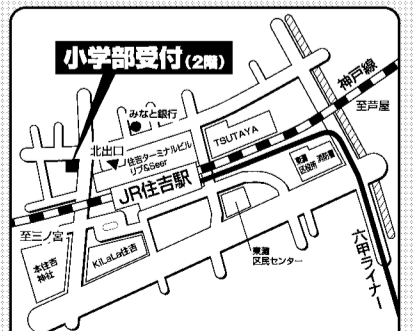 小学部受付(2階)
神戸線
至芦屋
みなと銀行
TSUTAYA
北出口
住吉ターミナルビル
リブ&Seer
JR住吉駅
東灘
区役所
消防署
至三ノ宮
本住吉
神社
KiLaLa住吉
東灘
区民センター
六甲ライナー